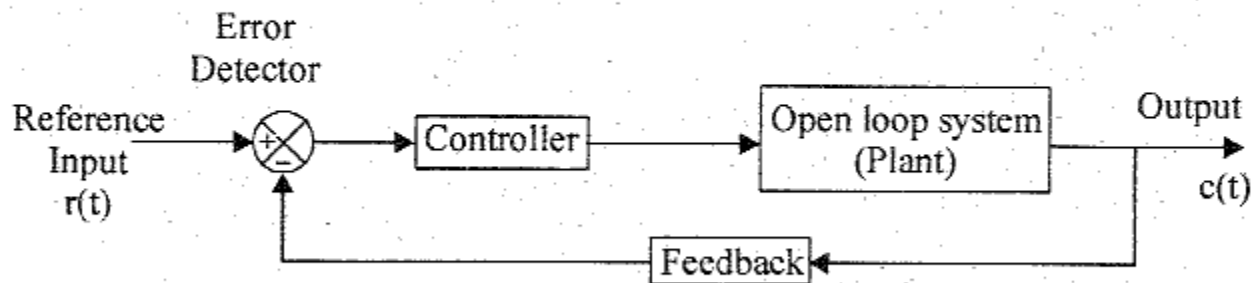 Error
Detector
Reference
Input
r(t)
+
-
Controller
Open loop system
(Plant)
Output
c(t)
Feedback